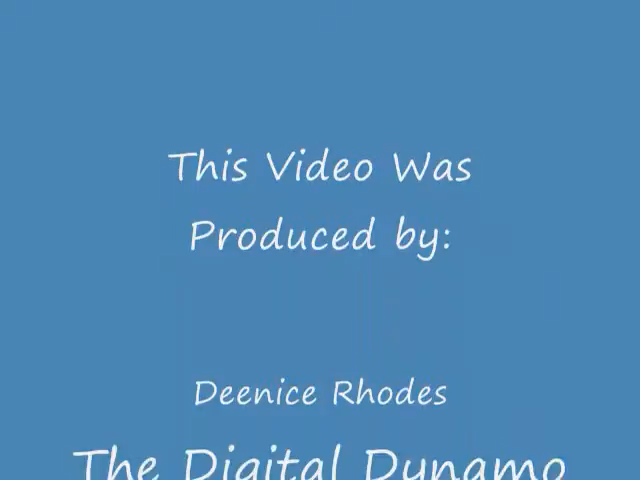 This Video Was
Produced by:
Deenice Rhodes
The Digital Dynamo